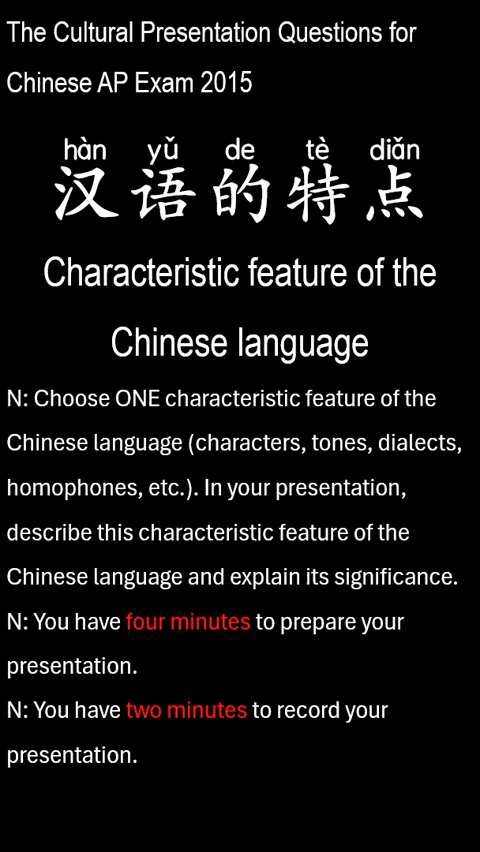 The Cultural Presentation Questions for
Chinese AP Exam 2015
hàn yǔ de tè diǎn
汉语的特点
Characteristic feature of the
Chinese language
N: Choose ONE characteristic feature of the
Chinese language (characters, tones, dialects,
homophones, etc.). In your presentation,
describe this characteristic feature of the
Chinese language and explain its significance.
N: You have four minutes to prepare your
presentation.
N: You have two minutes to record your
presentation.